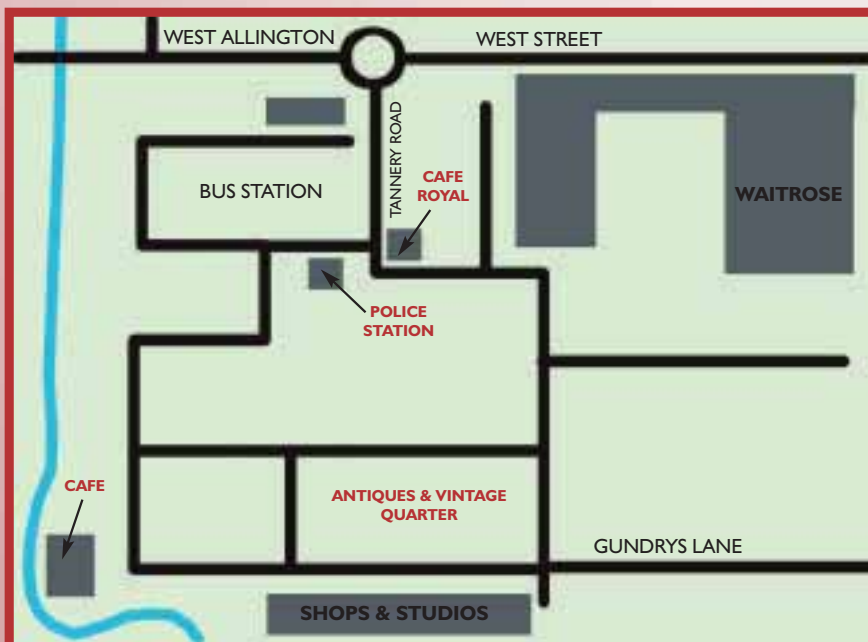 WEST ALLINGTON
WEST STREET
TANNERY ROAD
CAFE
ROYAL
BUS STATION
WAITROSE
POLICE
STATION
CAFE
ANTIQUES & VINTAGE
QUARTER
GUNDRYS LANE
SHOPS & STUDIOS